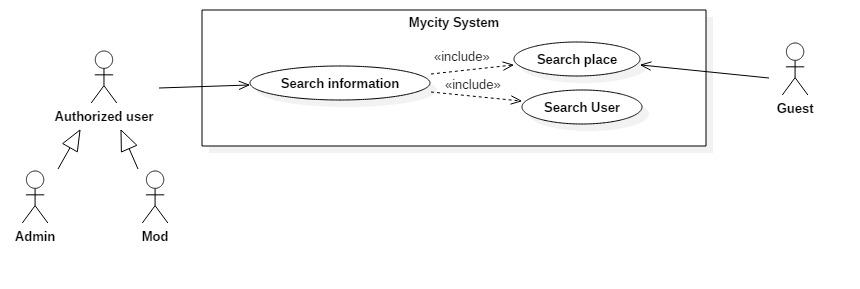 Mycity System
«include»
Search place
Search information
«include»
Search User
Authorized user
Guest
Admin
Mod